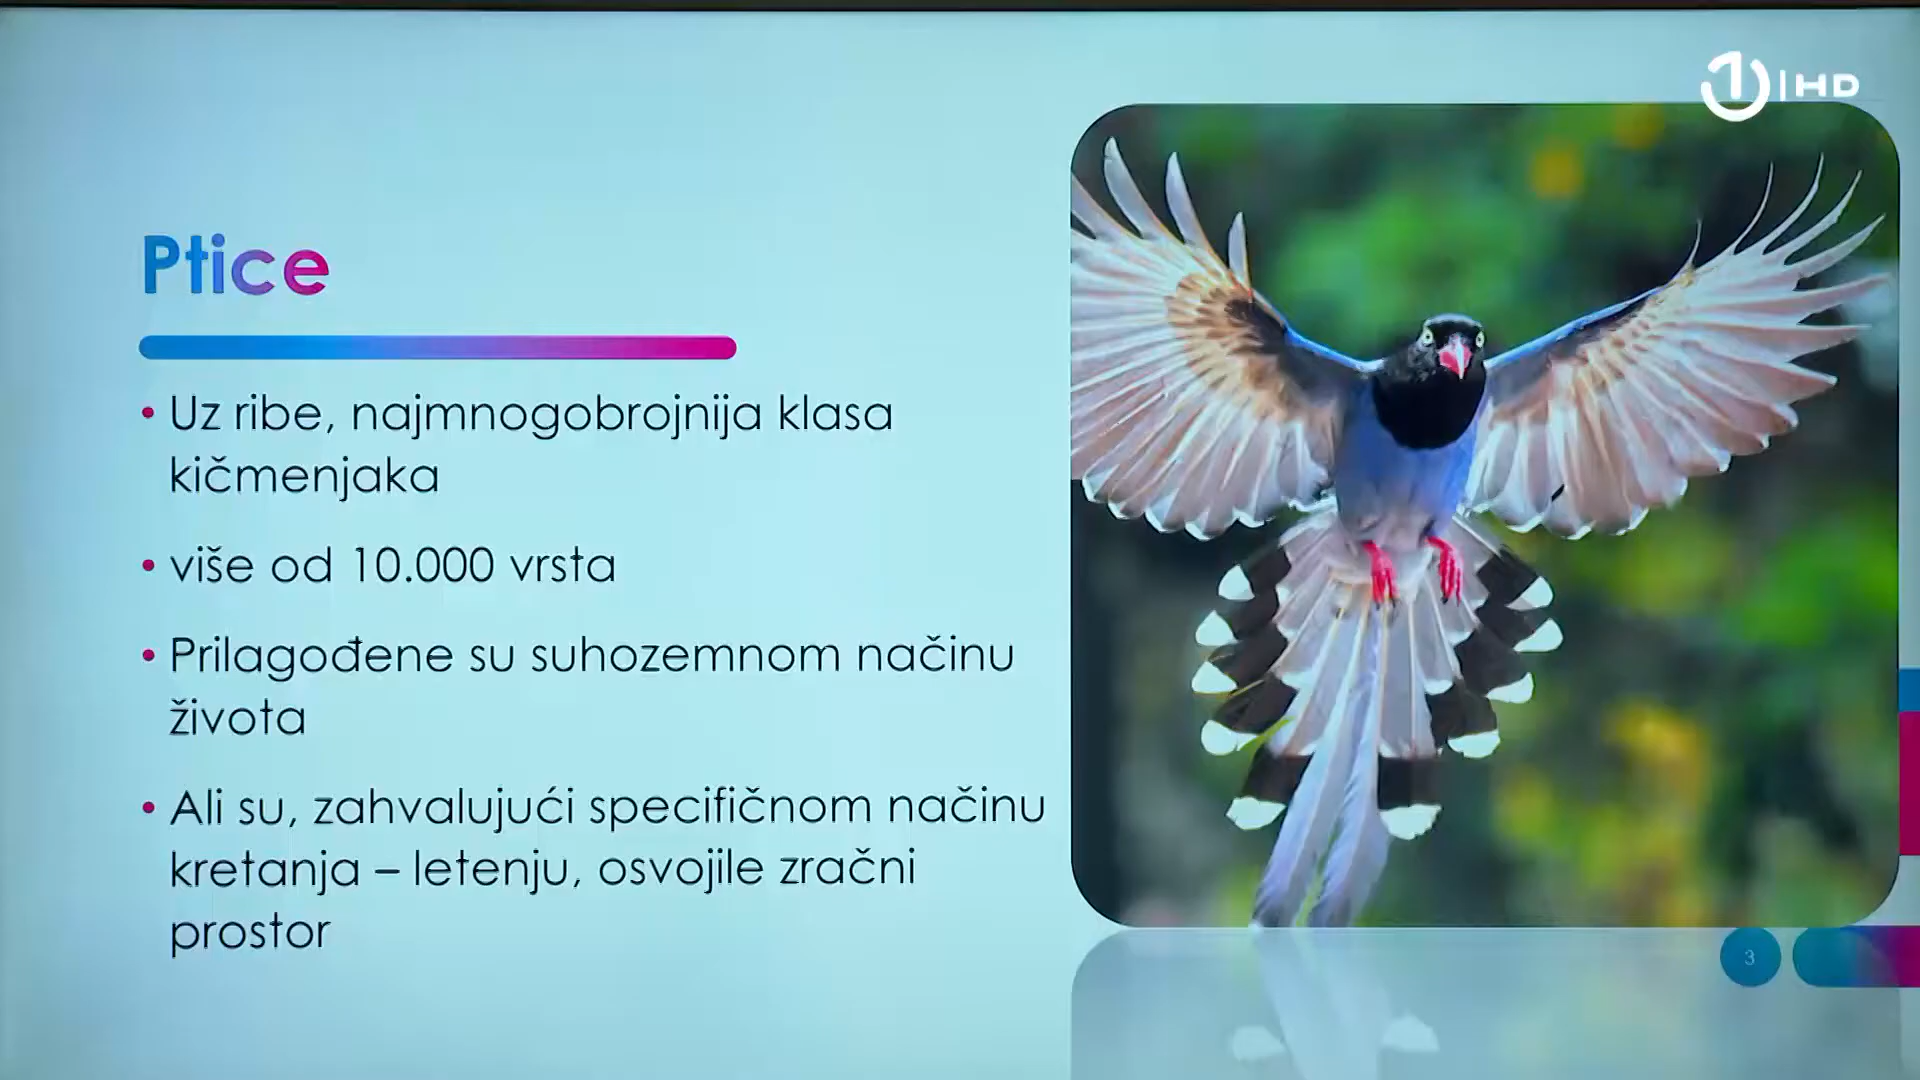 1 HD
Ptice
• Uz ribe, najmnogobrojnija klasa
kičmenjaka
• više od 10.000 vrsta
• Prilagođene su suhozemnom načinu
života
• Ali su, zahvalujući specifičnom načinu
kretanja – letenju, osvojile zračni
prostor
3